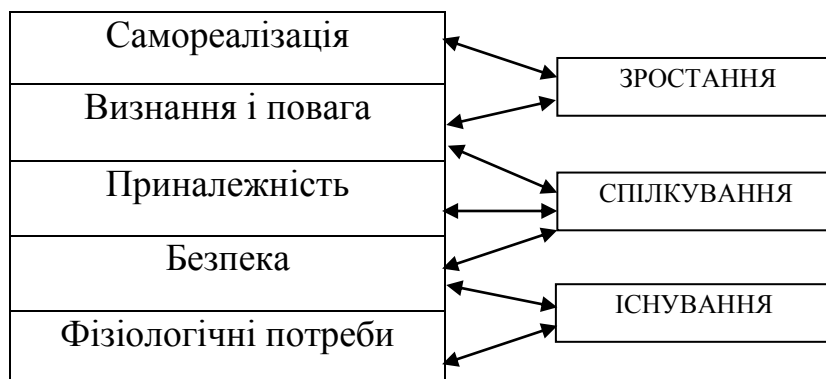 Самореалізація
Визнання і повага
Приналежність
Безпека
Фізіологічні потреби
ЗРОСТАННЯ
СПІЛКУВАННЯ
ІСНУВАННЯ